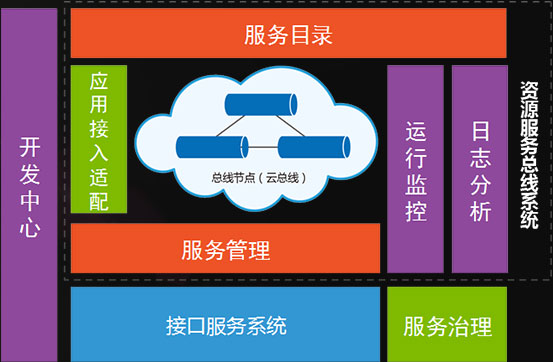 服务目录
开发中心
应用接入适配
总线节点（云总线）
运行监控
日志分析
资源服务总线系统
服务管理
接口服务系统
服务治理